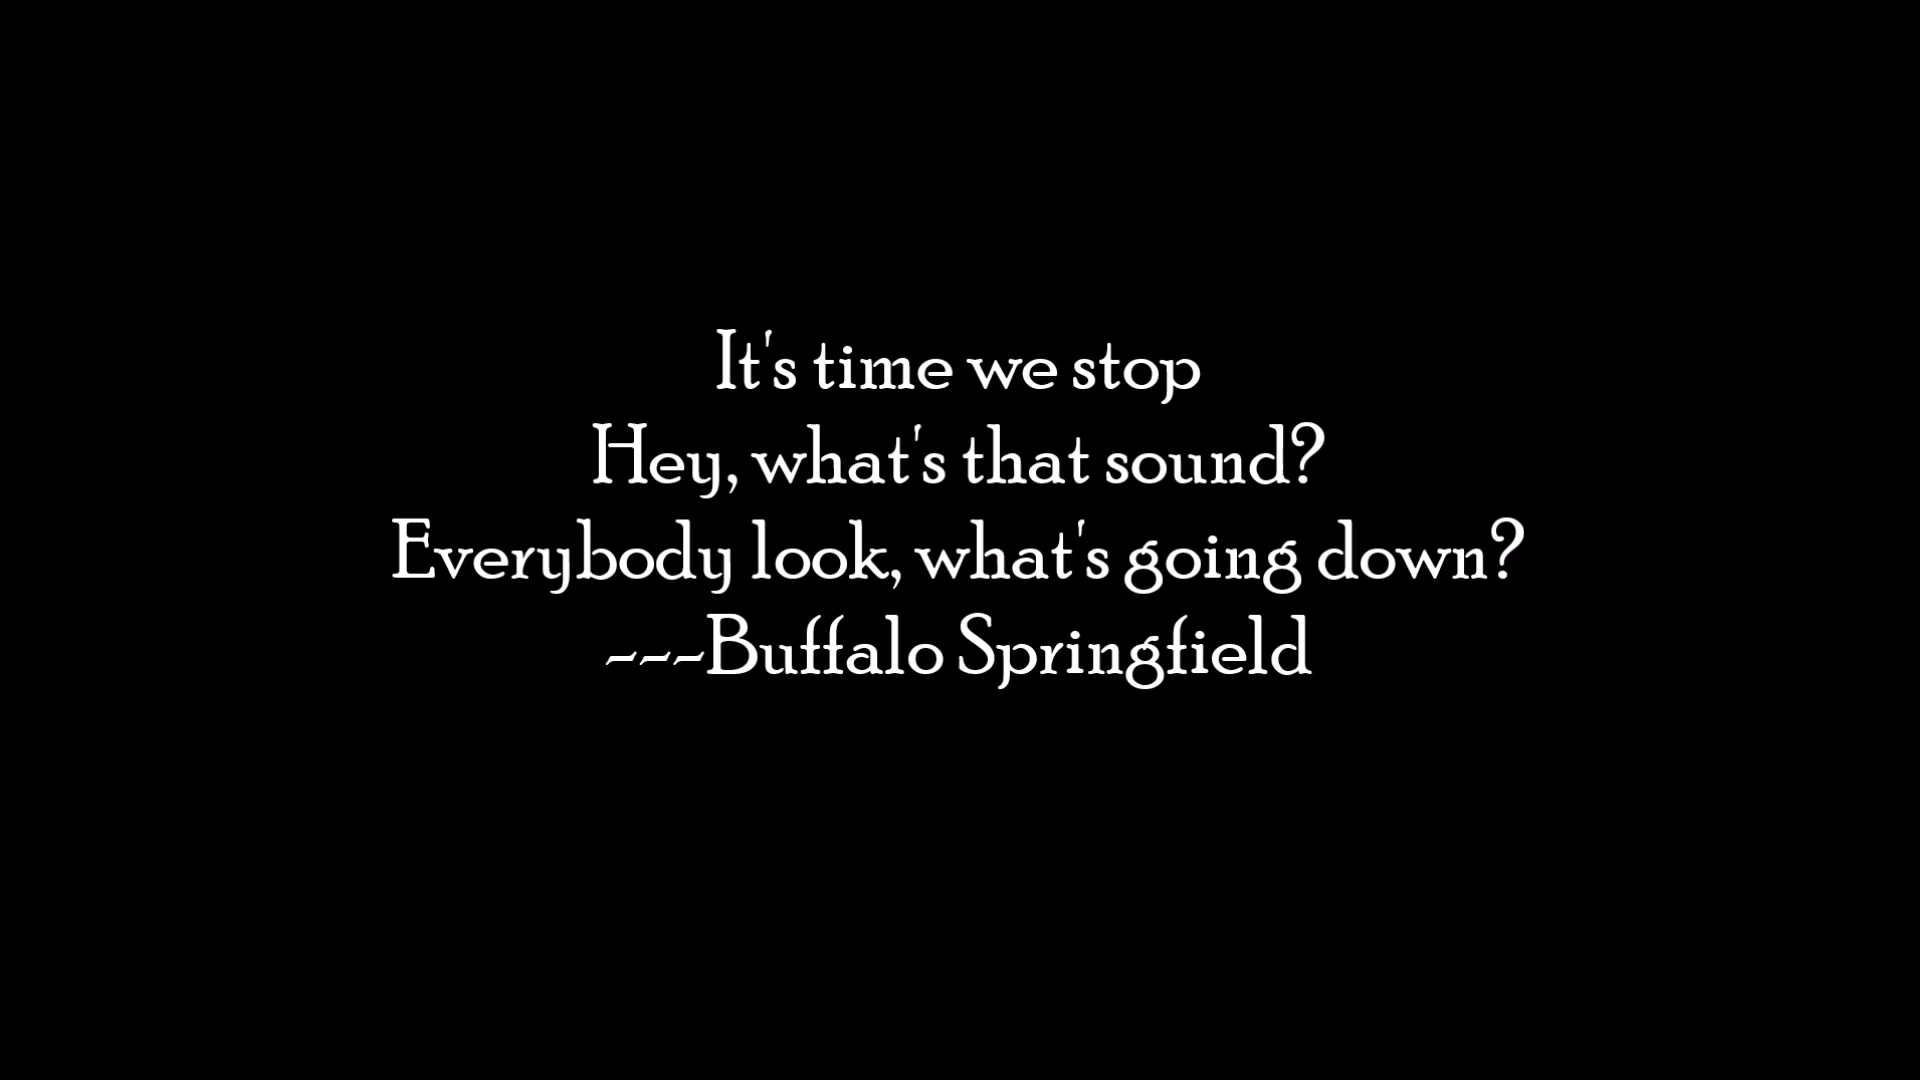 It's time we stop
Hey, what's that sound?
Everybody look, what's going down?
---Buffalo Springfield